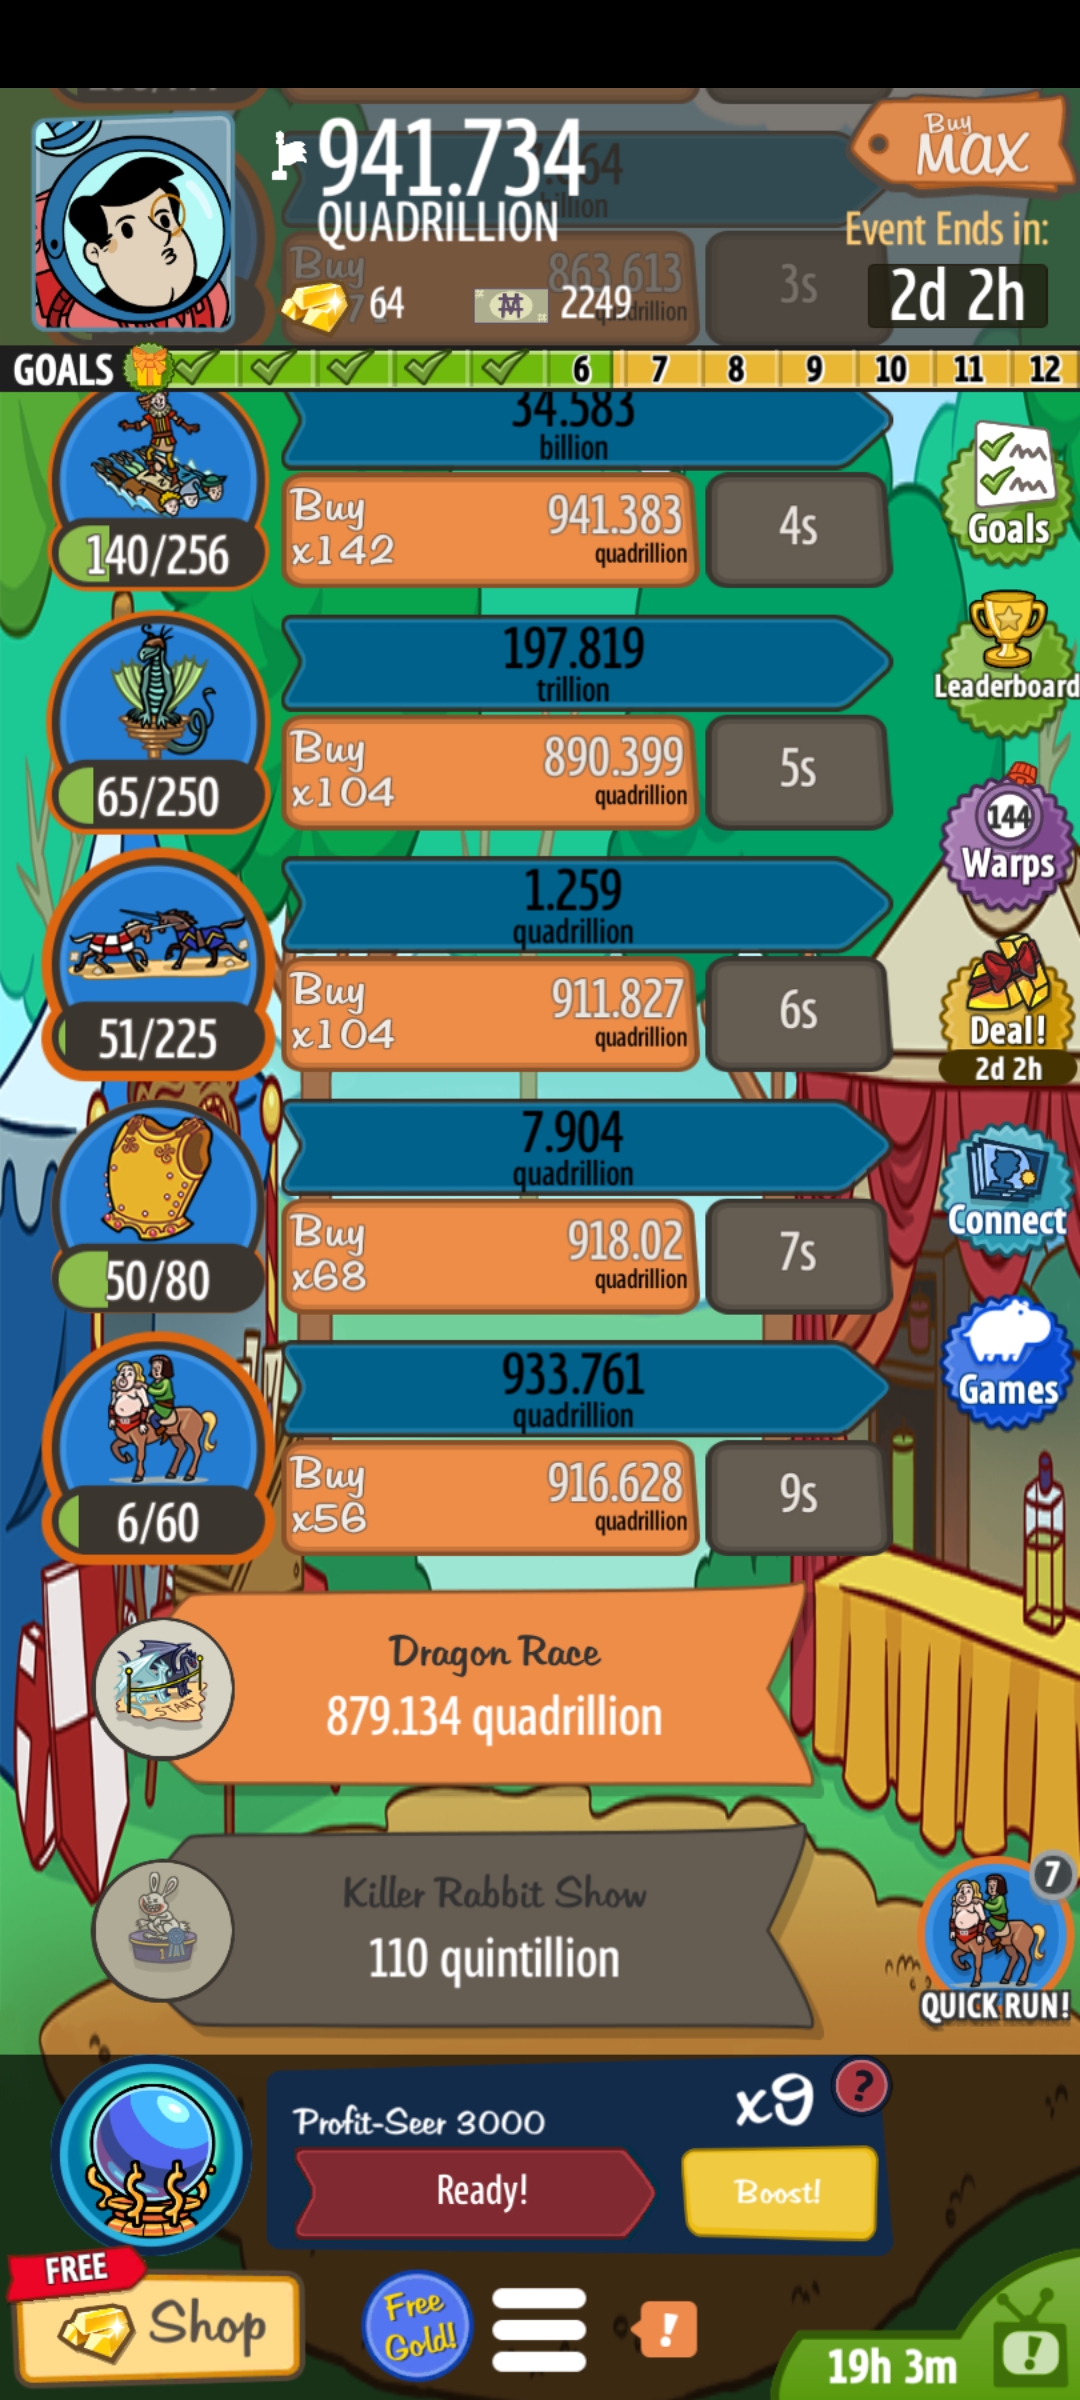 941.734
QUADRILLION
64
2249
Buy
MAX
Event Ends in:
2d 2h
Buy
863.613
3s
GOALS
6
7
8
9
10
11
12
34.583
billion
140/256
Buy
x142
941.383
quadrillion
4s
Goals
Leaderboard
197.819
trillion
65/250
Buy
x104
890.399
quadrillion
5s
144
Warps
1.259
quadrillion
51/225
Buy
x104
911.827
quadrillion
6s
Deal!
2d 2h
7.904
quadrillion
50/80
Buy
x68
918.02
quadrillion
7s
Connect
Games
933.761
quadrillion
6/60
Buy
x56
916.628
quadrillion
9s
START
Dragon Race
879.134 quadrillion
1
Killer Rabbit Show
110 quintillion
7
QUICK RUN!
Profit-Seer 3000
x9
?
Ready!
Boost!
FREE
Shop
Free
Gold!
!
19h 3m
!